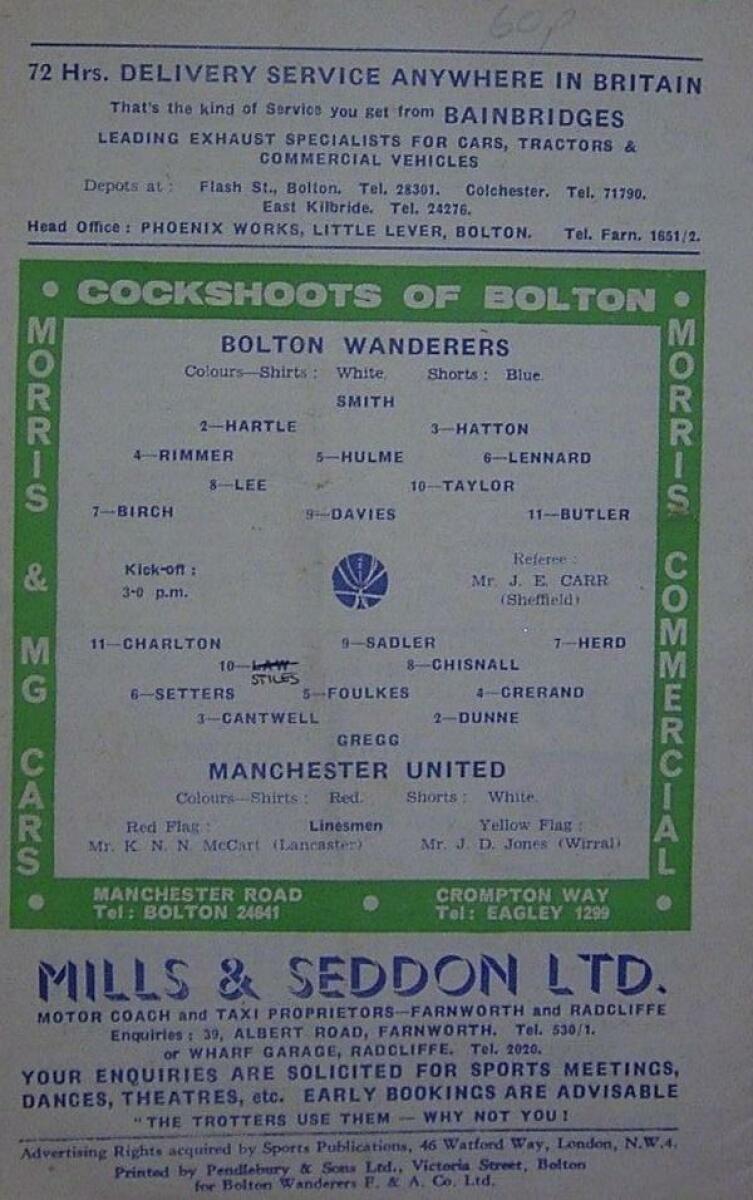 60p
72 Hrs. DELIVERY SERVICE ANYWHERE IN BRITAIN
That's the kind of Service you get from BAINBRIDGES
LEADING EXHAUST SPECIALISTS FOR CARS, TRACTORS &
COMMERCIAL VEHICLES
Depots at : Flash St., Bolton. Tel. 28301. Colchester. Tel. 71790.
East Kilbride. Tel. 24276.
Head Office : PHOENIX WORKS, LITTLE LEVER, BOLTON. Tel. Farn. 1651/2.
• COCKSHOOTS OF BOLTON •
MORRIS & MG CARS
MORRIS COMMERCIAL
BOLTON WANDERERS
Colours—Shirts : White. Shorts : Blue.
SMITH
2—HARTLE 3—HATTON
4—RIMMER 5—HULME 6—LENNARD
8—LEE 10—TAYLOR
7—BIRCH 9—DAVIES 11—BUTLER
Kick-off :
3-0 p.m.
Referee :
Mr. J. E. CARR
(Sheffield)
11—CHARLTON 9—SADLER 7—HERD
10—LAW 8—CHISNALL
STILES
6—SETTERS 5—FOULKES 4—CRERAND
3—CANTWELL 2—DUNNE
GREGG
MANCHESTER UNITED
Colours—Shirts : Red. Shorts : White.
Red Flag : Linesmen Yellow Flag :
Mr. K. N. N. McCart (Lancaster) Mr. J. D. Jones (Wirral)
• MANCHESTER ROAD • CROMPTON WAY •
Tel : BOLTON 24641 Tel : EAGLEY 1299
MILLS & SEDDON LTD.
MOTOR COACH and TAXI PROPRIETORS—FARNWORTH and RADCLIFFE
Enquiries : 39, ALBERT ROAD, FARNWORTH. Tel. 530/1.
or WHARF GARAGE, RADCLIFFE. Tel. 2020.
YOUR ENQUIRIES ARE SOLICITED FOR SPORTS MEETINGS,
DANCES, THEATRES, etc. EARLY BOOKINGS ARE ADVISABLE
"THE TROTTERS USE THEM — WHY NOT YOU !
Advertising Rights acquired by Sports Publications, 46 Watford Way, London, N.W.4.
Printed by Pendlebury & Sons Ltd., Victoria Street, Bolton
for Bolton Wanderers F. & A. Co. Ltd.